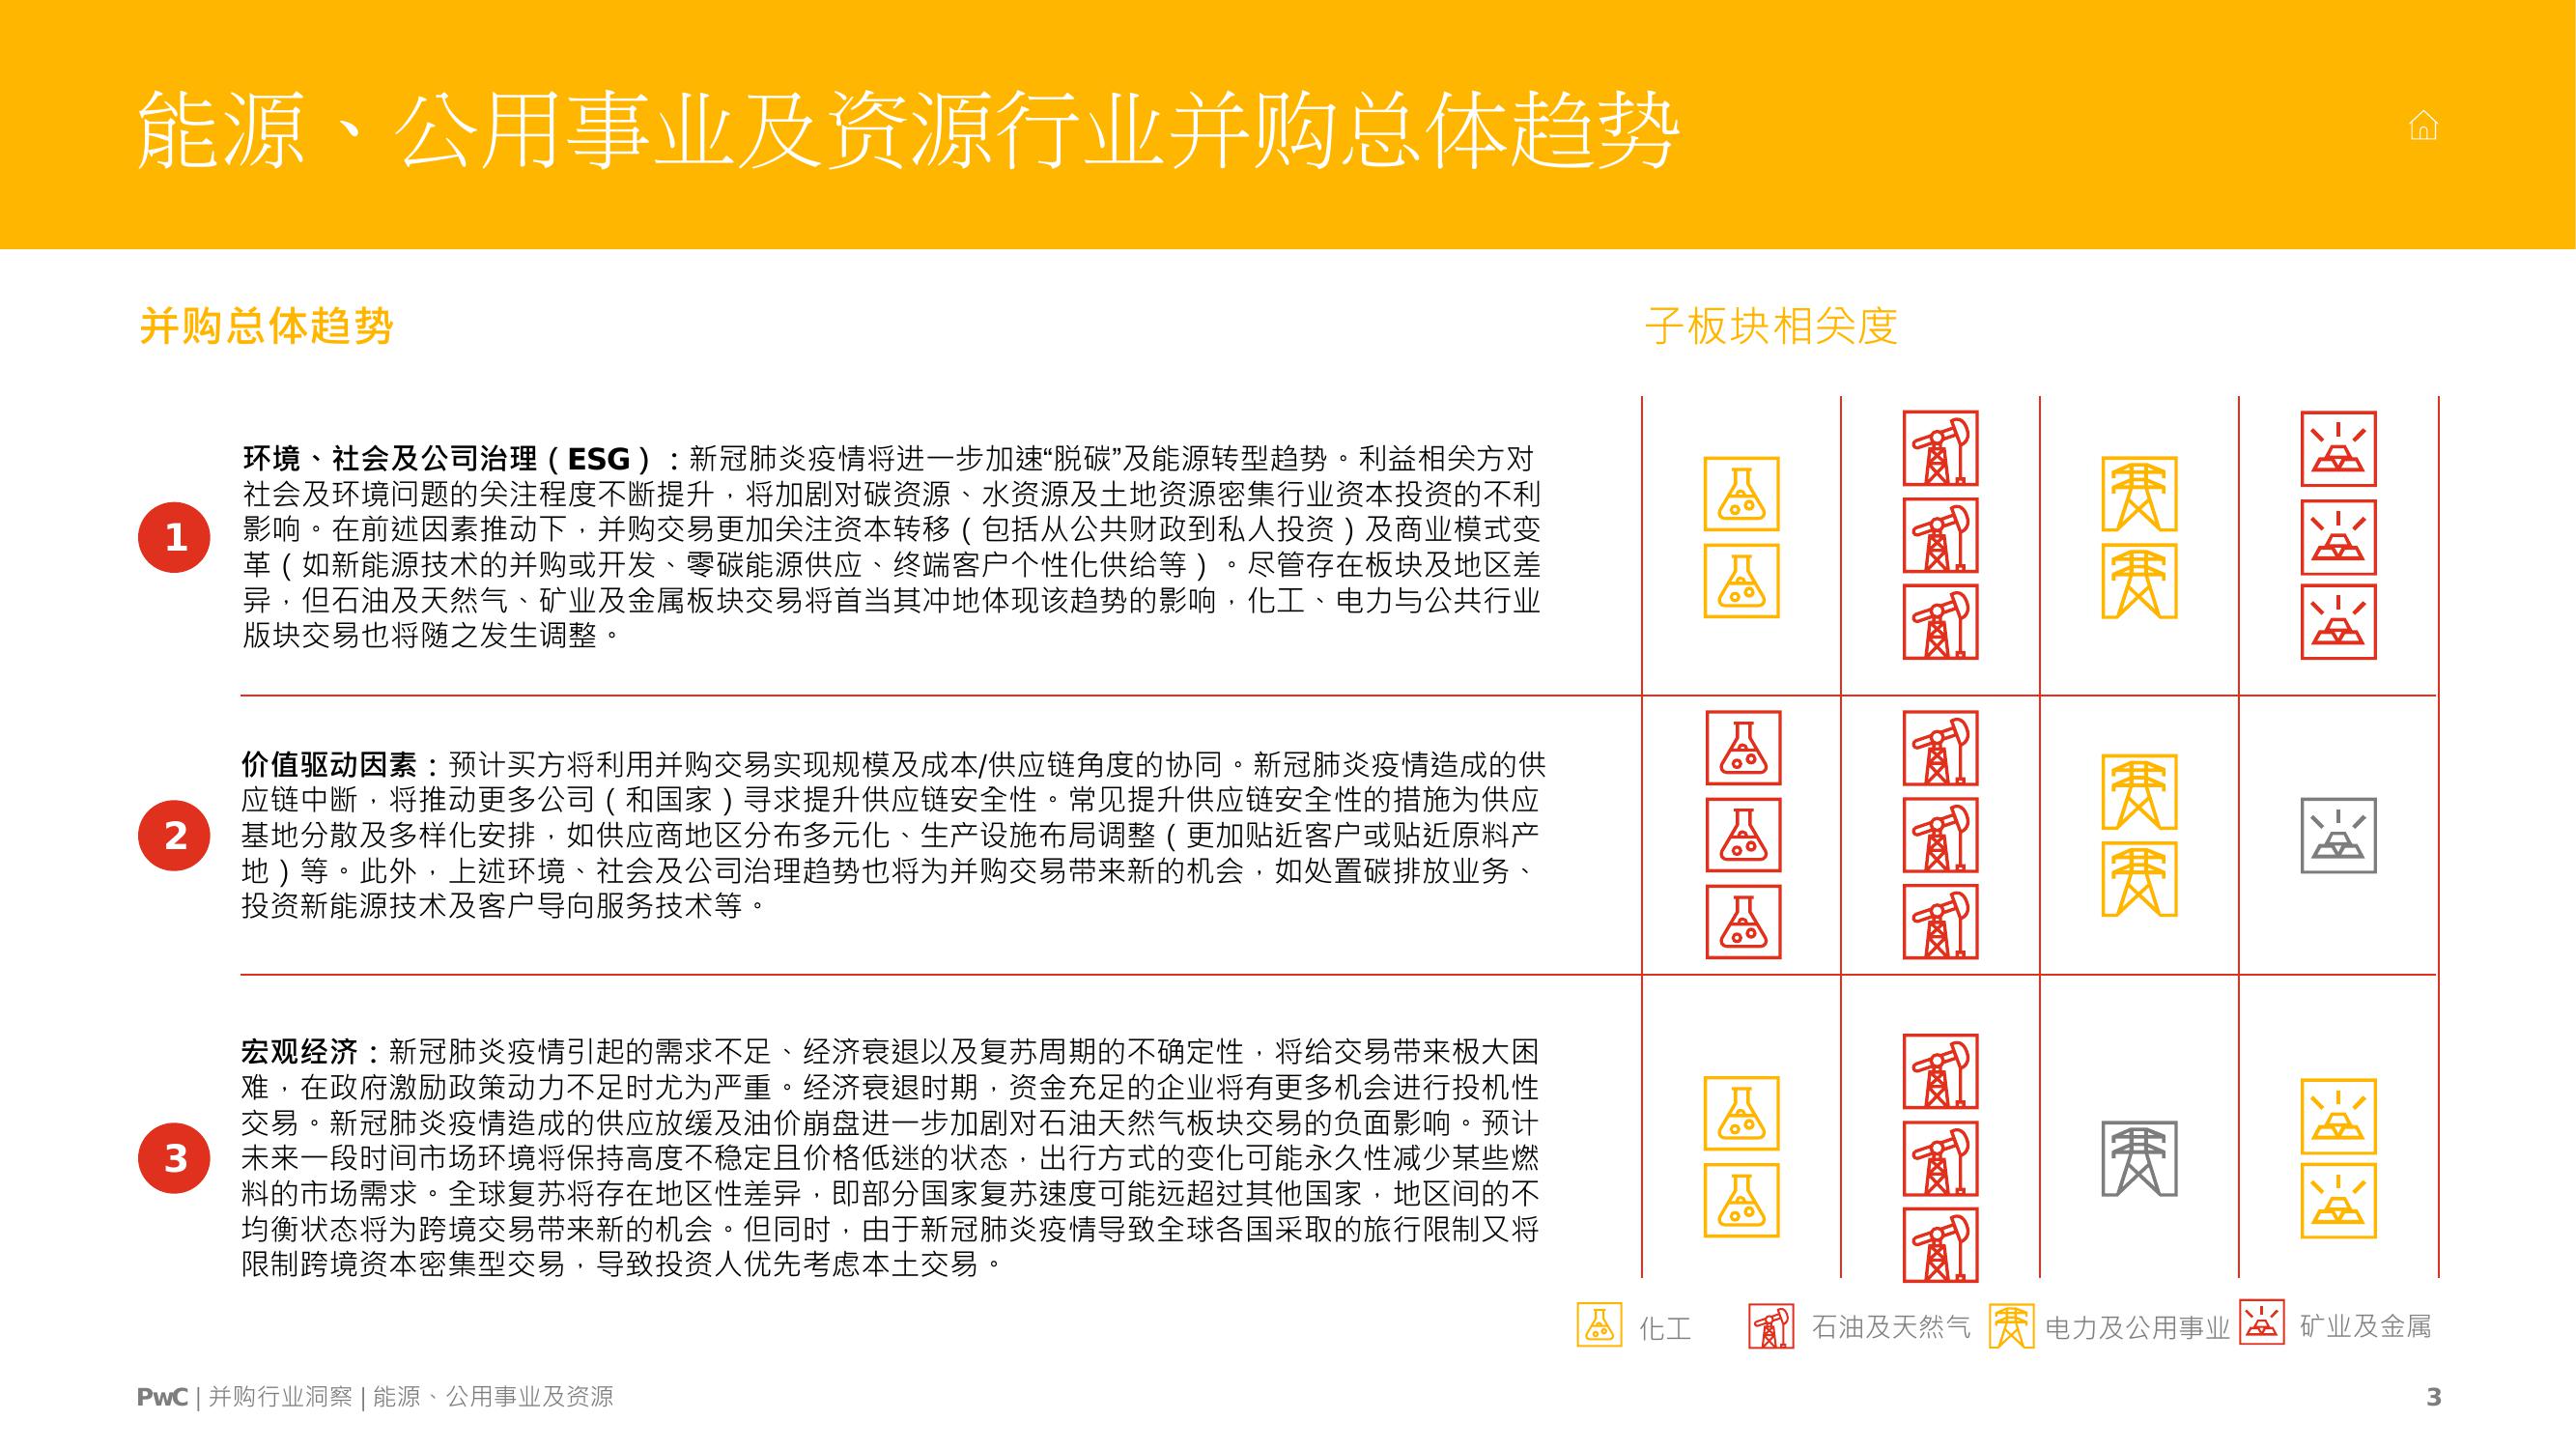 能源、公用事业及资源行业并购总体趋势
并购总体趋势
子板块相关度
1
环境、社会及公司治理（ESG）：新冠肺炎疫情将进一步加速“脱碳”及能源转型趋势。利益相关方对
社会及环境问题的关注程度不断提升，将加剧对碳资源、水资源及土地资源密集行业资本投资的不利
影响。在前述因素推动下，并购交易更加关注资本转移（包括从公共财政到私人投资）及商业模式变
革（如新能源技术的并购或开发、零碳能源供应、终端客户个性化供给等）。尽管存在板块及地区差
异，但石油及天然气、矿业及金属板块交易将首当其冲地体现该趋势的影响，化工、电力与公共行业
版块交易也将随之发生调整。
2
价值驱动因素：预计买方将利用并购交易实现规模及成本/供应链角度的协同。新冠肺炎疫情造成的供
应链中断，将推动更多公司（和国家）寻求提升供应链安全性。常见提升供应链安全性的措施为供应
基地分散及多样化安排，如供应商地区分布多元化、生产设施布局调整（更加贴近客户或贴近原料产
地）等。此外，上述环境、社会及公司治理趋势也将为并购交易带来新的机会，如处置碳排放业务、
投资新能源技术及客户导向服务技术等。
3
宏观经济：新冠肺炎疫情引起的需求不足、经济衰退以及复苏周期的不确定性，将给交易带来极大困
难，在政府激励政策动力不足时尤为严重。经济衰退时期，资金充足的企业将有更多机会进行投机性
交易。新冠肺炎疫情造成的供应放缓及油价崩盘进一步加剧对石油天然气板块交易的负面影响。预计
未来一段时间市场环境将保持高度不稳定且价格低迷的状态，出行方式的变化可能永久性减少某些燃
料的市场需求。全球复苏将存在地区性差异，即部分国家复苏速度可能远超过其他国家，地区间的不
均衡状态将为跨境交易带来新的机会。但同时，由于新冠肺炎疫情导致全球各国采取的旅行限制又将
限制跨境资本密集型交易，导致投资人优先考虑本土交易。
化工 石油及天然气 电力及公用事业 矿业及金属
PwC | 并购行业洞察 | 能源、公用事业及资源
3